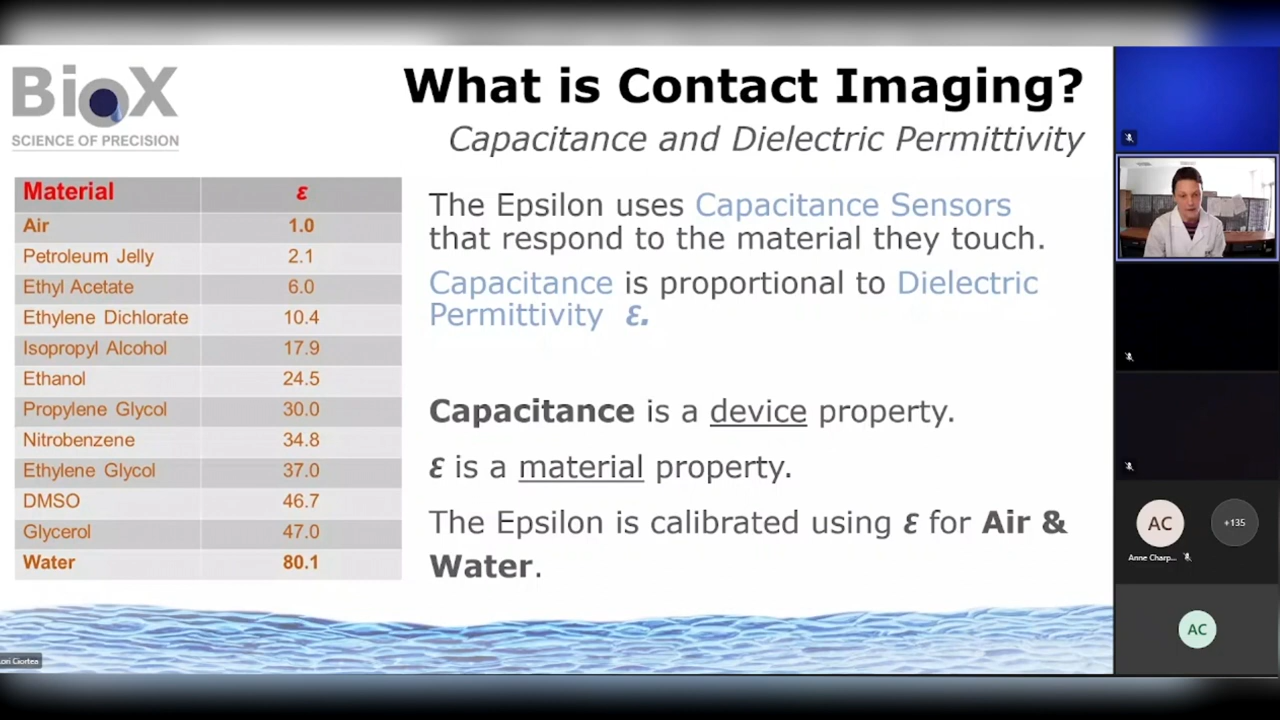 BioX
SCIENCE OF PRECISION
What is Contact Imaging?
Capacitance and Dielectric Permittivity
Material ε
Air 1.0
Petroleum Jelly 2.1
Ethyl Acetate 6.0
Ethylene Dichlorate 10.4
Isopropyl Alcohol 17.9
Ethanol 24.5
Propylene Glycol 30.0
Nitrobenzene 34.8
Ethylene Glycol 37.0
DMSO 46.7
Glycerol 47.0
Water 80.1
The Epsilon uses Capacitance Sensors
that respond to the material they touch.
Capacitance is proportional to Dielectric
Permittivity ε.
Capacitance is a device property.
ε is a material property.
The Epsilon is calibrated using ε for Air &
Water.
AC
+135
Anne Charp...
AC
Ciortea